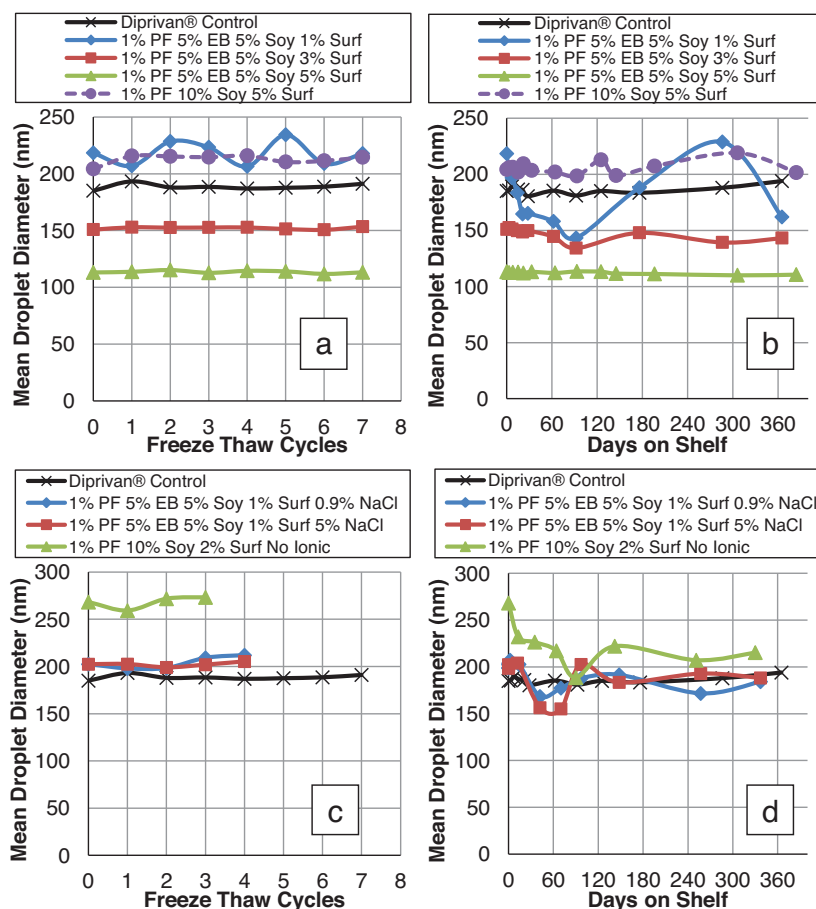 Diprivan® Control
1% PF 5% EB 5% Soy 1% Surf
1% PF 5% EB 5% Soy 3% Surf
1% PF 5% EB 5% Soy 5% Surf
1% PF 10% Soy 5% Surf
250
200
150
100
50
0
Mean Droplet Diameter (nm)
0 1 2 3 4 5 6 7 8
Freeze Thaw Cycles
a
Diprivan® Control
1% PF 5% EB 5% Soy 1% Surf
1% PF 5% EB 5% Soy 3% Surf
1% PF 5% EB 5% Soy 5% Surf
1% PF 10% Soy 5% Surf
250
200
150
100
50
0
Mean Droplet Diameter (nm)
0 60 120 180 240 300 360
Days on Shelf
b
Diprivan® Control
1% PF 5% EB 5% Soy 1% Surf 0.9% NaCl
1% PF 5% EB 5% Soy 1% Surf 5% NaCl
1% PF 10% Soy 2% Surf No Ionic
300
250
200
150
100
50
0
Mean Droplet Diameter (nm)
0 1 2 3 4 5 6 7 8
Freeze Thaw Cycles
c
Diprivan® Control
1% PF 5% EB 5% Soy 1% Surf 0.9% NaCl
1% PF 5% EB 5% Soy 1% Surf 5% NaCl
1% PF 10% Soy 2% Surf No Ionic
300
250
200
150
100
50
0
Mean Droplet Diameter (nm)
0 60 120 180 240 300 360
Days on Shelf
d